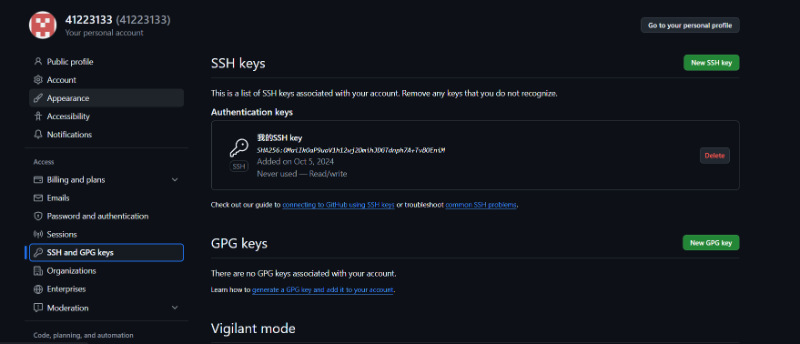 41223133 (41223133)
Your personal account
Go to your personal profile
Public profile
Account
Appearance
Accessibility
Notifications
Access
Billing and plans
Emails
Password and authentication
Sessions
SSH and GPG keys
Organizations
Enterprises
Moderation
Code, planning, and automation
SSH keys
New SSH key
This is a list of SSH keys associated with your account. Remove any keys that you do not recognize.
Authentication keys
我的SSH key
SSH
Added on Oct 5, 2024
Never used — Read/write
Delete
Check out our guide to connecting to GitHub using SSH keys or troubleshoot common SSH problems.
GPG keys
New GPG key
There are no GPG keys associated with your account.
Learn how to generate a GPG key and add it to your account.
Vigilant mode